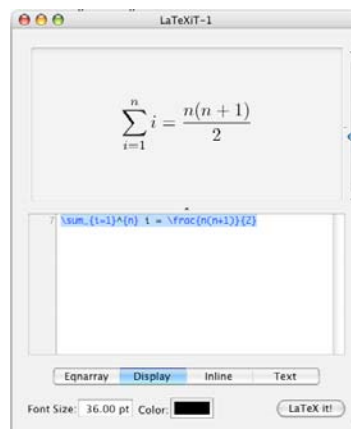 LaTeXiT-1
n
∑ i = n(n + 1)
i=1 2
7 \sum_{i=1}^{n} i = \frac{n(n+1)}{2}
Eqnarray Display Inline Text
Font Size: 36.00 pt Color: LaTeX it!